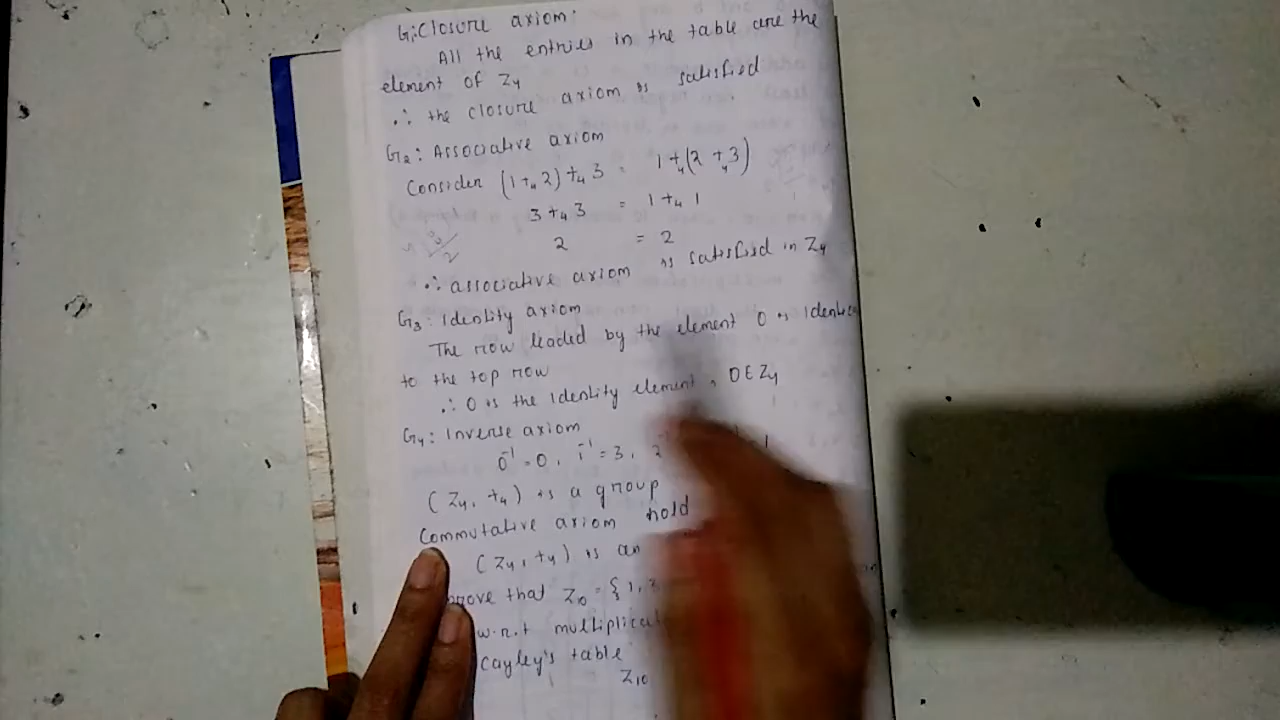 G₁: Closure axiom:
All the entries in the table are the
element of Z₄
∴ the closure axiom is satisfied
G₂: Associative axiom
Consider (1 +₄ 2) +₄ 3 = 1 +₄ (2 +₄ 3)
3 +₄ 3 = 1 +₄ 1
2 = 2
∴ associative axiom is satisfied in Z₄
G₃: Identity axiom
The row leaded by the element 0 is identical
to the top row
∴ 0 is the identity element, 0 ∈ Z₄
G₄: Inverse axiom
0⁻¹ = 0, 1⁻¹ = 3, 2
(Z₄, +₄) is a group
Commutative axiom hold
(Z₄, +₄) is an
prove that Z₁₀ = {1, 2
w.r.t multiplicat
Cayley's table
Z₁₀